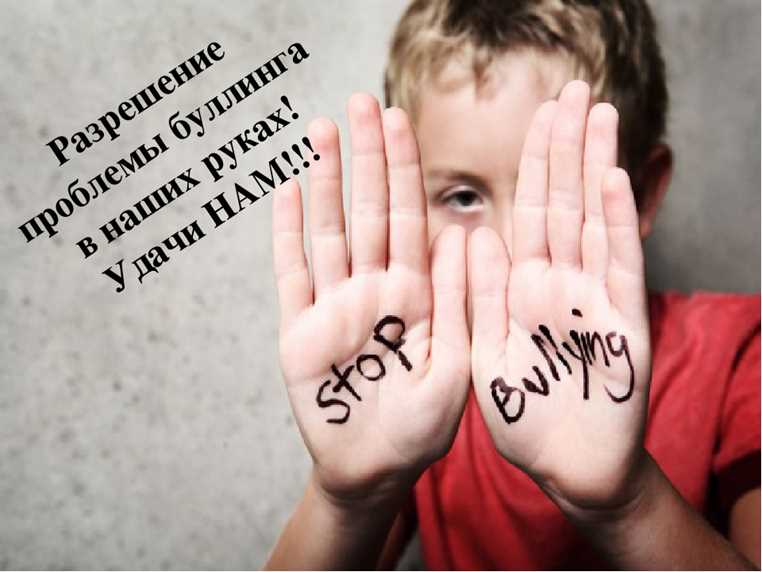 Разрешение
проблемы буллинга
в наших руках!
Удачи НАМ!!!
Stop
Bullying